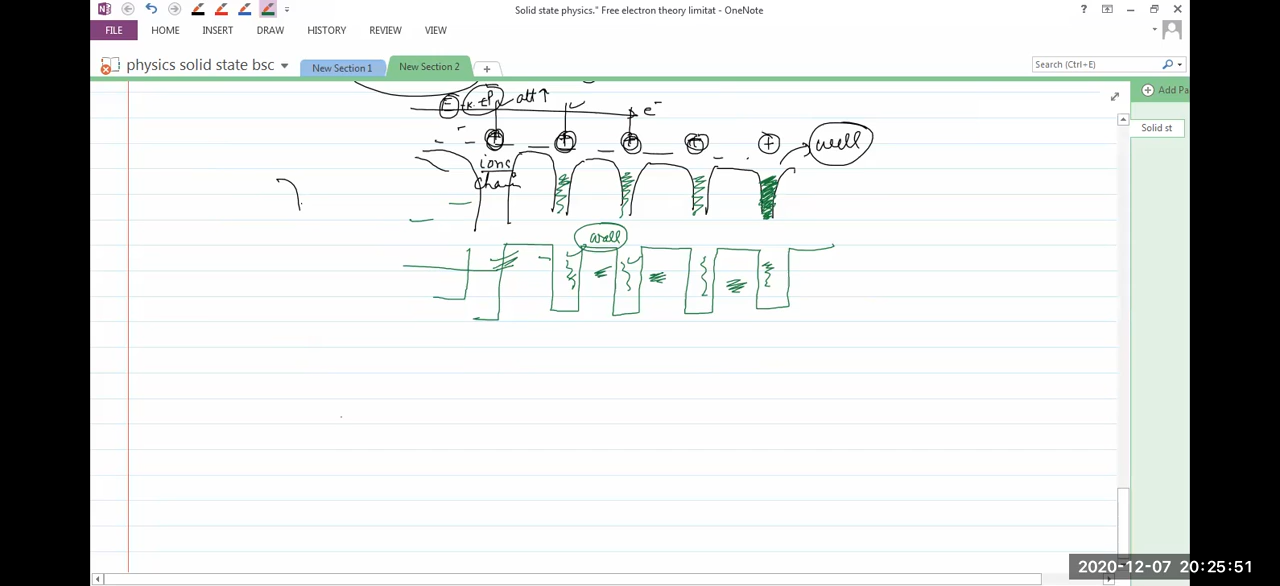 Solid state physics." Free electron theory limitat - OneNote
FILE HOME INSERT DRAW HISTORY REVIEW VIEW
physics solid state bsc New Section 1 New Section 2 +
Search (Ctrl+E)
Add Pa
Solid st
att↑
e⁻
+ + + + +
well
ions
chain
well
2020-12-07 20:25:51